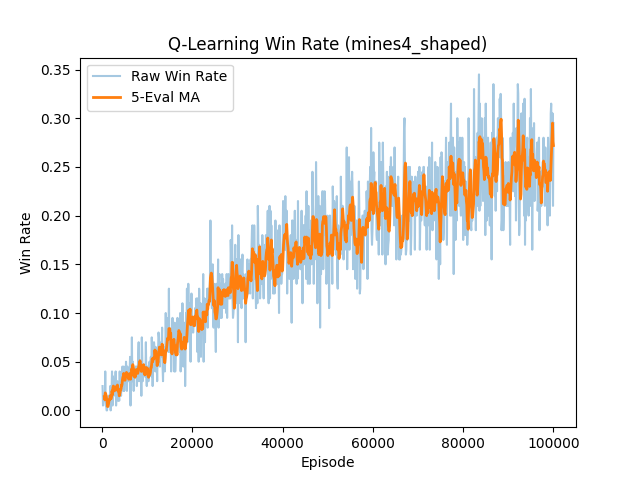 Q-Learning Win Rate (mines4_shaped)
Raw Win Rate
5-Eval MA
0.35
0.30
0.25
0.20
0.15
0.10
0.05
0.00
Win Rate
0 20000 40000 60000 80000 100000
Episode